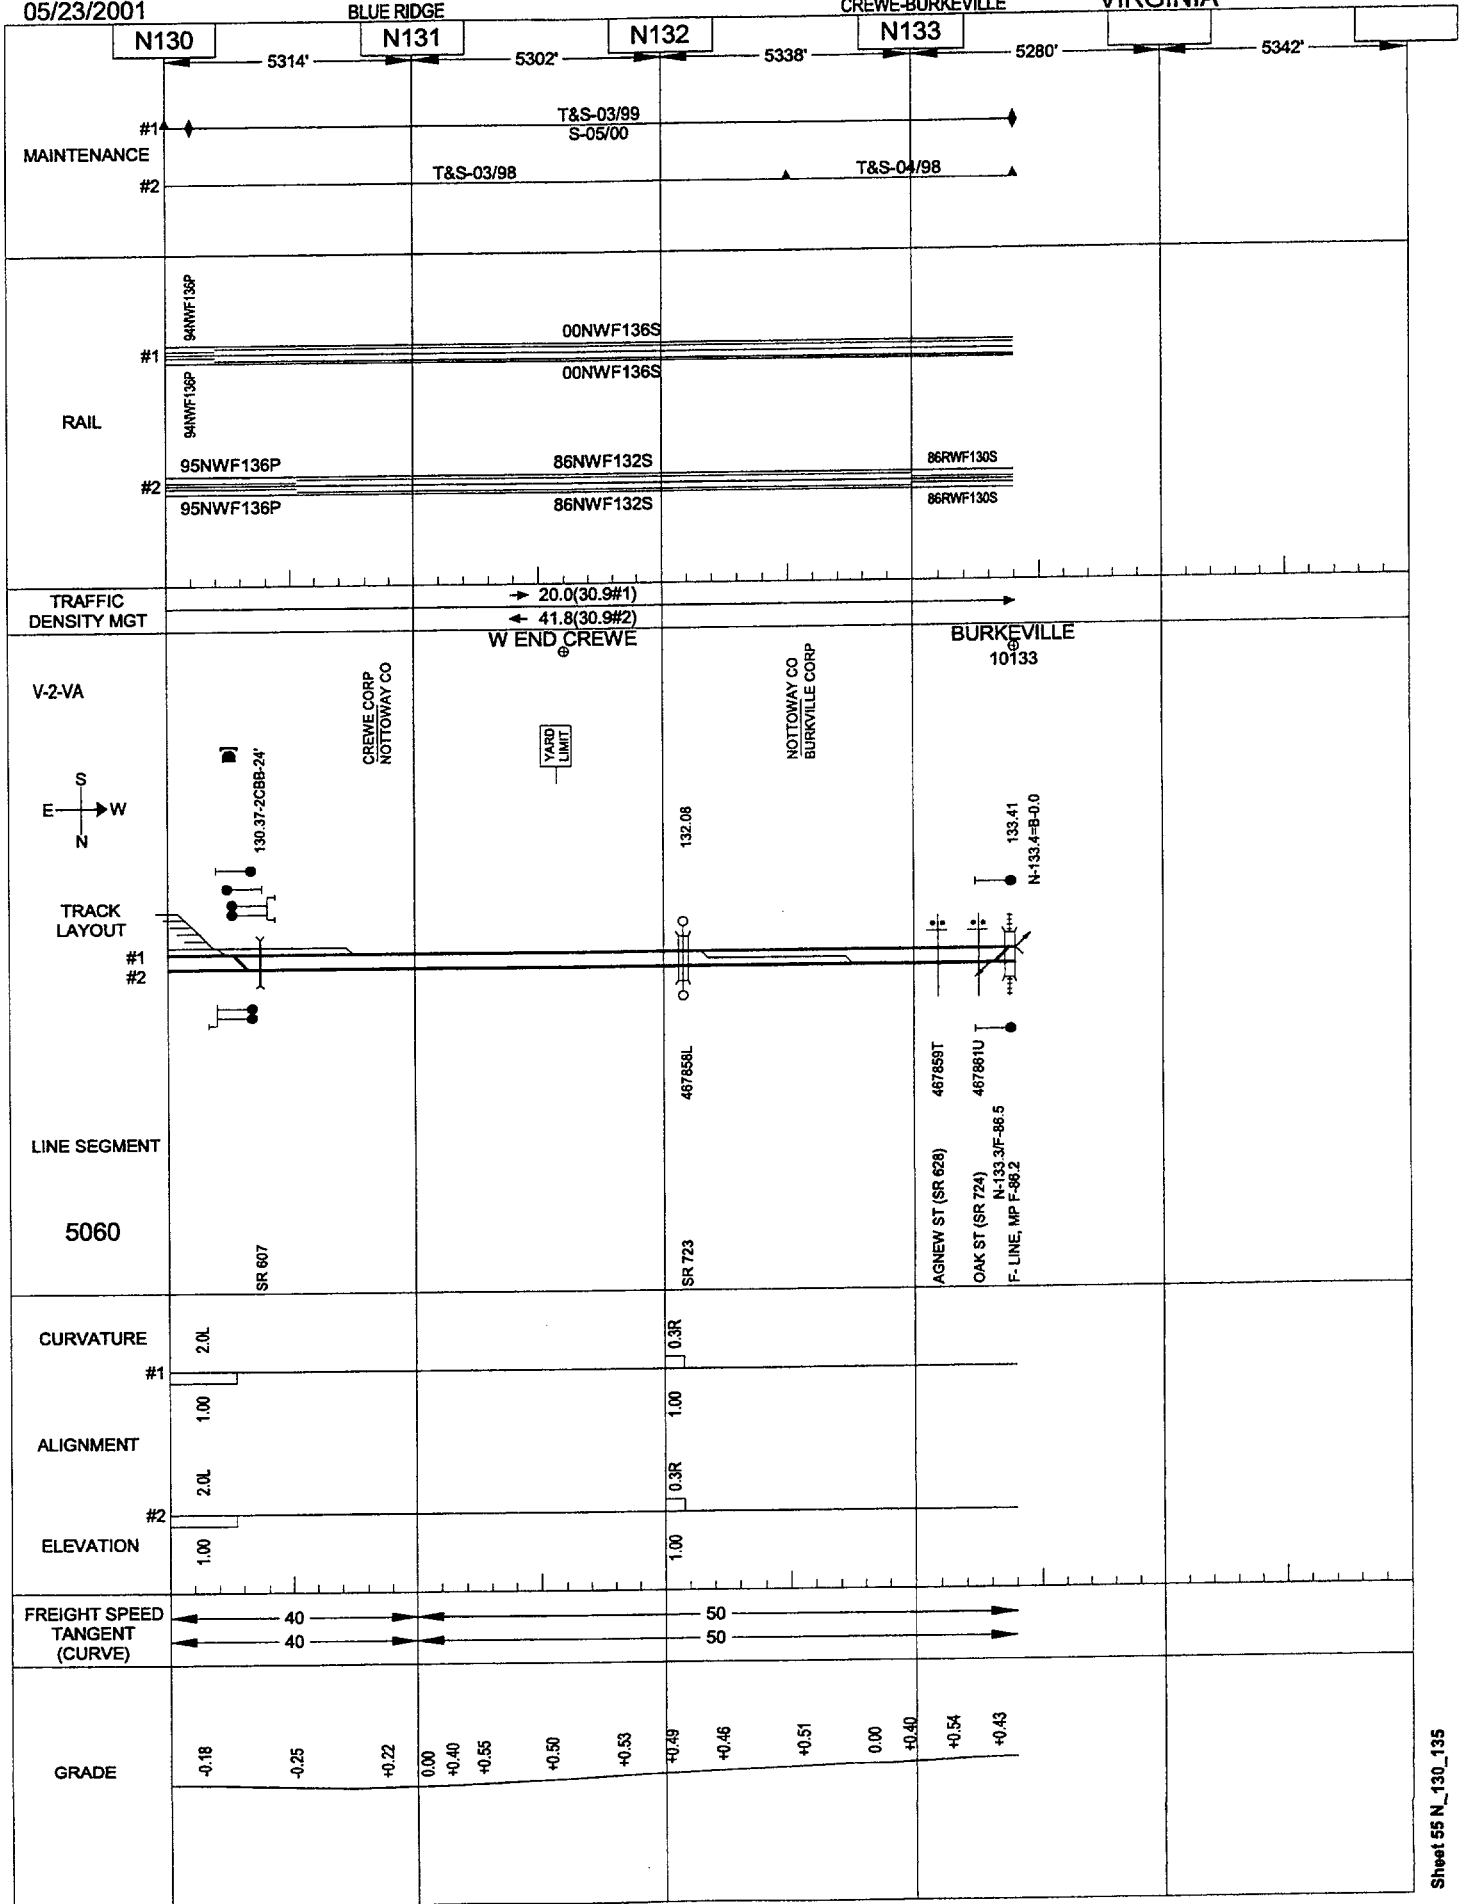 05/23/2001 BLUE RIDGE CREWE-BURKEVILLE VIRGINIA
N130 N131 N132 N133
5314' 5302' 5338' 5280' 5342'
MAINTENANCE
#1 T&S-03/99
S-05/00
#2 T&S-03/98 T&S-04/98
RAIL
94NWF136P
#1 00NWF136S
00NWF136S
94NWF136P
95NWF136P 86NWF132S 86RWF130S
#2
95NWF136P 86NWF132S 86RWF130S
TRAFFIC
DENSITY MGT
20.0(30.9#1)
41.8(30.9#2)
W END CREWE BURKEVILLE
10133
V-2-VA
CREWE CORP
NOTTOWAY CO
NOTTOWAY CO
BURKVILLE CORP
YARD
LIMIT
S
E W
N
D
130.37-2CBB-24'
132.08
133.41
N-133.4=B-0.0
TRACK
LAYOUT
#1
#2
467858L
467859T
467861U
LINE SEGMENT
5060
SR 607
SR 723
AGNEW ST (SR 628)
OAK ST (SR 724)
N-133.3/F-86.5
F- LINE, MP F-86.2
CURVATURE
2.0L 0.3R
#1
1.00 1.00
ALIGNMENT
2.0L 0.3R
#2
ELEVATION
1.00 1.00
FREIGHT SPEED
TANGENT
(CURVE)
40 50
40 50
GRADE
-0.18 -0.25 +0.22 0.00 +0.40 +0.55 +0.50 +0.53 +0.49 +0.46 +0.51 0.00 +0.40 +0.54 +0.43
Sheet 55 N_130_135